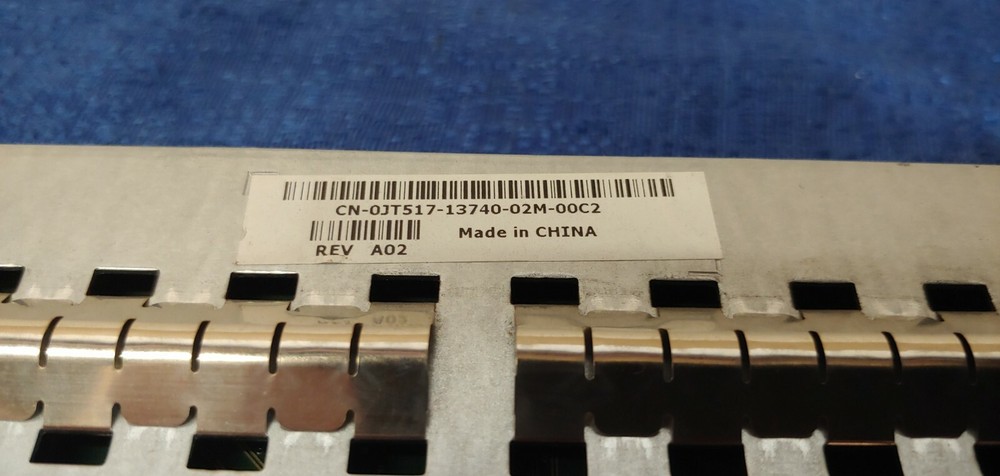 CN-0JT517-13740-02M-00C2
Made in CHINA
REV A02